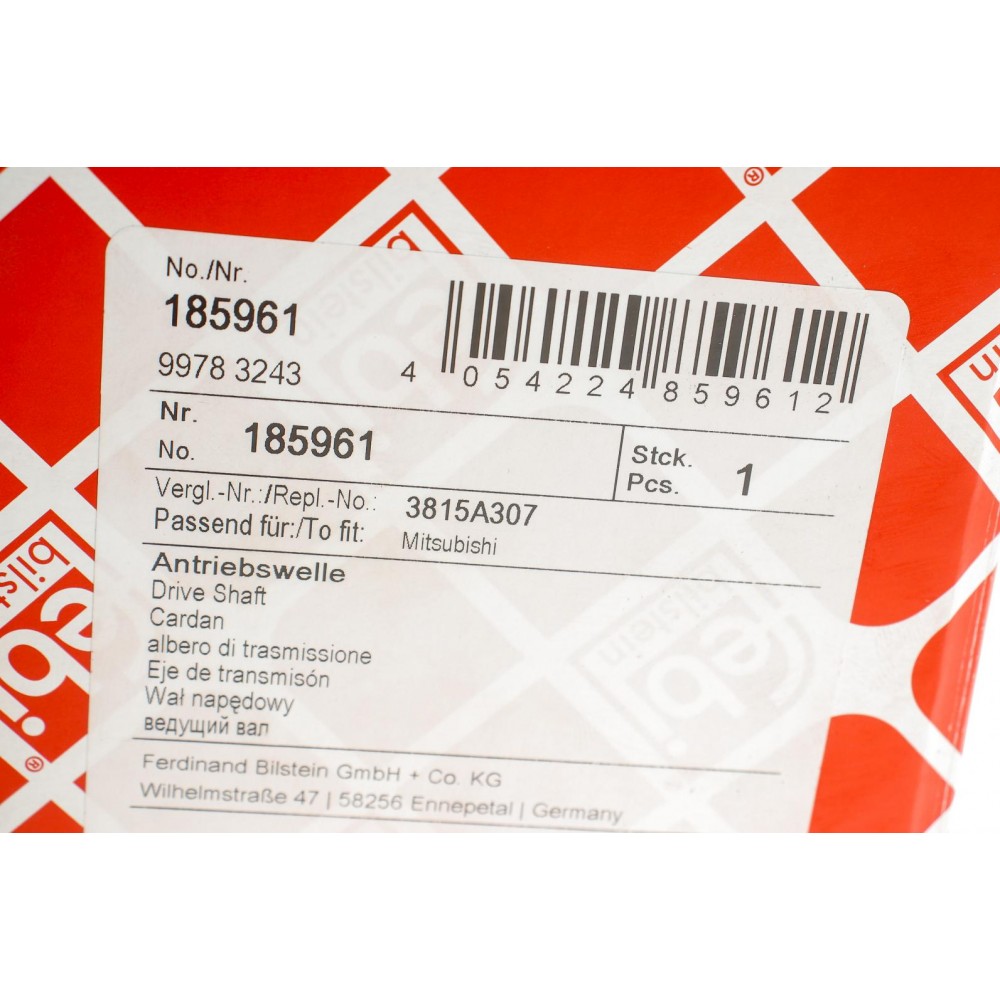 No./Nr.
185961
9978 3243
4 054224 859612
Nr.
No.
185961
Stck.
Pcs.
1
Vergl.-Nr.:/Repl.-No.: 3815A307
Passend für:/To fit: Mitsubishi
Antriebswelle
Drive Shaft
Cardan
albero di trasmissione
Eje de transmisón
Wał napędowy
ведущий вал
Ferdinand Bilstein GmbH + Co. KG
Wilhelmstraße 47 | 58256 Ennepetal | Germany
febi
bilstein
®